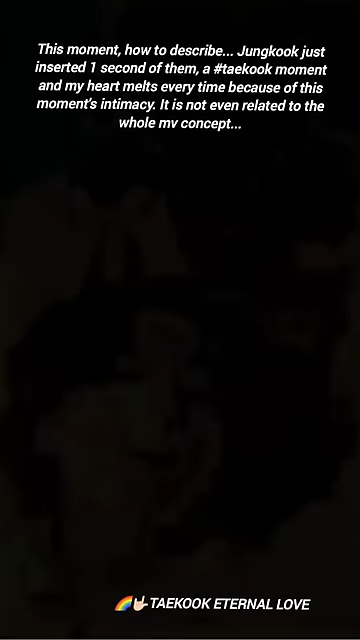 This moment, how to describe... Jungkook just
inserted 1 second of them, a #taekook moment
and my heart melts every time because of this
moment's intimacy. It is not even related to the
whole mv concept...
🌈🤟🏻TAEKOOK ETERNAL LOVE